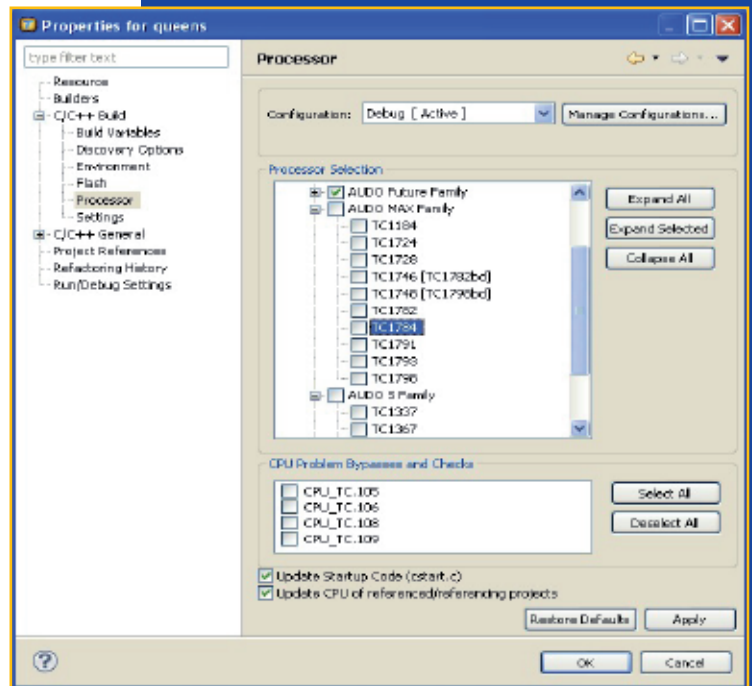 Properties for queens
type filter text
Resource
Builders
C/C++ Build
Build Variables
Discovery Options
Environment
Flash
Processor
Settings
C/C++ General
Project References
Refactoring History
Run/Debug Settings
Processor
Configuration: Debug [ Active ] Manage Configurations...
Processor Selection
AUDO Future Family
AUDO MAX Family
TC1184
TC1724
TC1728
TC1746 [TC1782bd]
TC1748 [TC1798bd]
TC1782
TC1784
TC1791
TC1793
TC1798
AUDO S Family
TC1337
TC1367
Expand All
Expand Selected
Collapse All
CPU Problem Bypasses and Checks
CPU_TC.105
CPU_TC.106
CPU_TC.108
CPU_TC.109
Select All
Deselect All
Update Startup Code (cstart.c)
Update CPU of referenced/referencing projects
Restore Defaults Apply
OK Cancel